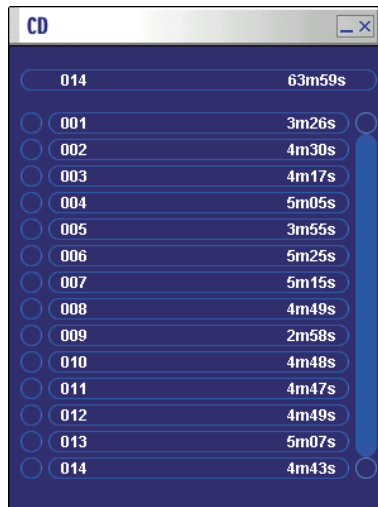 CD
014 63m59s
001 3m26s
002 4m30s
003 4m17s
004 5m05s
005 3m55s
006 5m25s
007 5m15s
008 4m49s
009 2m58s
010 4m48s
011 4m47s
012 4m49s
013 5m07s
014 4m43s